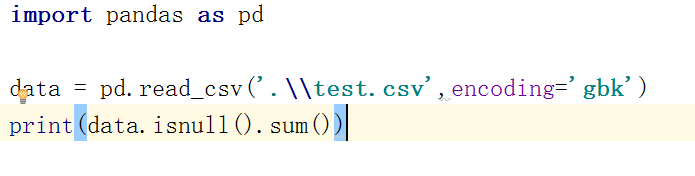 import pandas as pd
data = pd.read_csv('.\\test.csv',encoding='gbk')
print(data.isnull().sum())